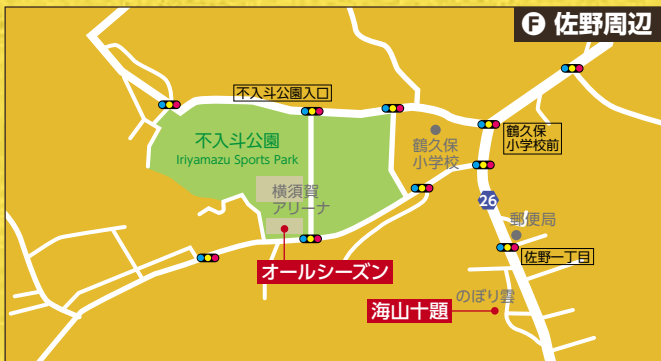 F 佐野周辺
不入斗公園入口
不入斗公園
Iriyamazu Sports Park
鶴久保
小学校
鶴久保
小学校前
横須賀
アリーナ
26
郵便局
佐野一丁目
オールシーズン
のぼり雲
海山十題